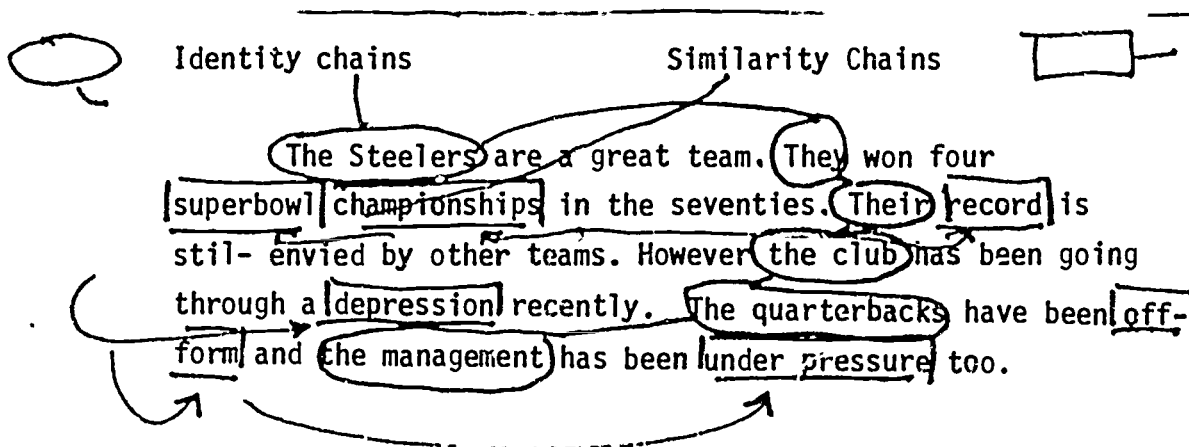 Identity chains Similarity Chains
The Steelers are a great team. They won four
superbowl championships in the seventies. Their record is
stil- envied by other teams. However the club has been going
through a depression recently. The quarterbacks have been off-
form and the management has been under pressure too.